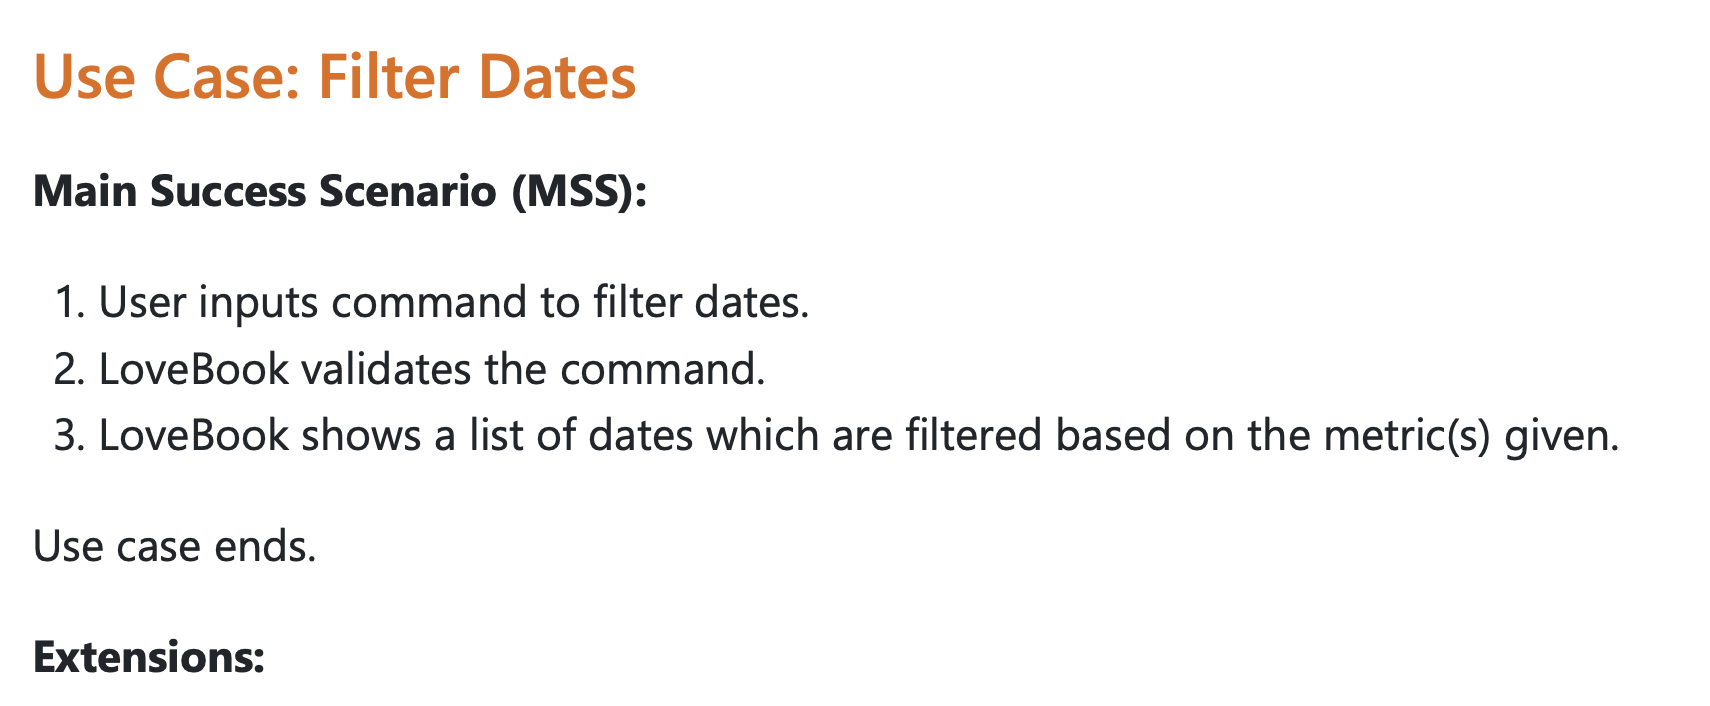 Use Case: Filter Dates
Main Success Scenario (MSS):
1. User inputs command to filter dates.
2. LoveBook validates the command.
3. LoveBook shows a list of dates which are filtered based on the metric(s) given.
Use case ends.
Extensions: